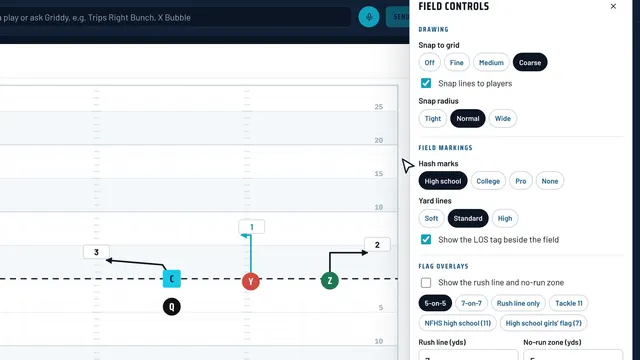 a play or ask Griddy. e.g. Trips Right Bunch, X Bubble
SEND
25
20
15
10
1
2
3
C
Y
Z
Q
5
10
FIELD CONTROLS
×
DRAWING
Snap to grid
Off Fine Medium Coarse
Snap lines to players
Snap radius
Tight Normal Wide
FIELD MARKINGS
Hash marks
High school College Pro None
Yard lines
Soft Standard High
Show the LOS tag beside the field
FLAG OVERLAYS
Show the rush line and no-run zone
5-on-5 7-on-7 Rush line only Tackle 11
NFHS high school (11) High school girls' flag (7)
Rush line (yds) No-run zone (yds)